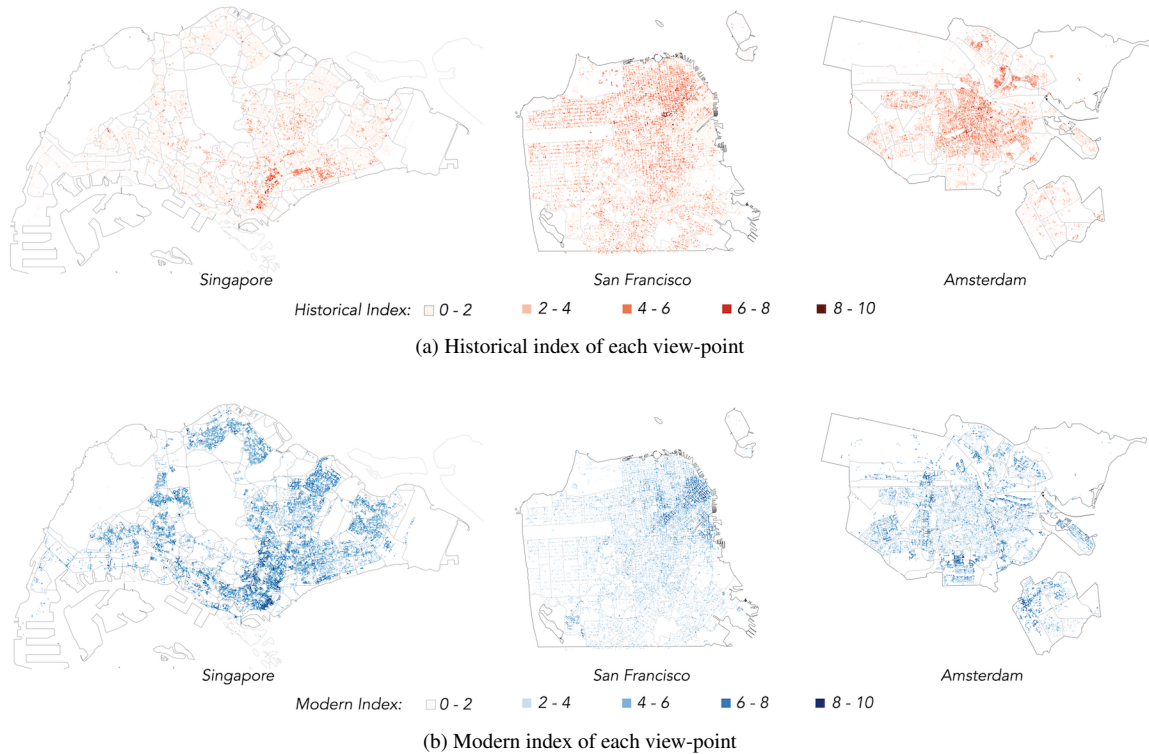 Singapore San Francisco Amsterdam
Historical Index: 0 - 2 2 - 4 4 - 6 6 - 8 8 - 10
(a) Historical index of each view-point
Singapore San Francisco Amsterdam
Modern Index: 0 - 2 2 - 4 4 - 6 6 - 8 8 - 10
(b) Modern index of each view-point